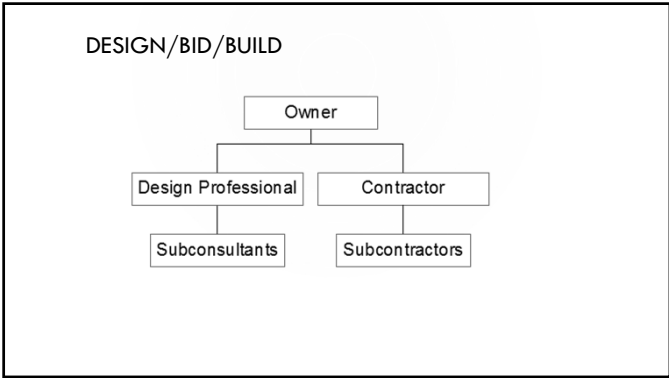 DESIGN/BID/BUILD
Owner
Design Professional
Contractor
Subconsultants
Subcontractors